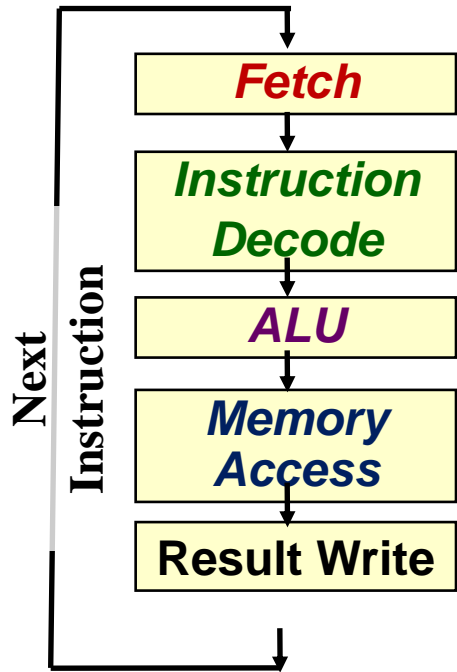 Fetch
Instruction
Decode
ALU
Memory
Access
Result Write
Next
Instruction